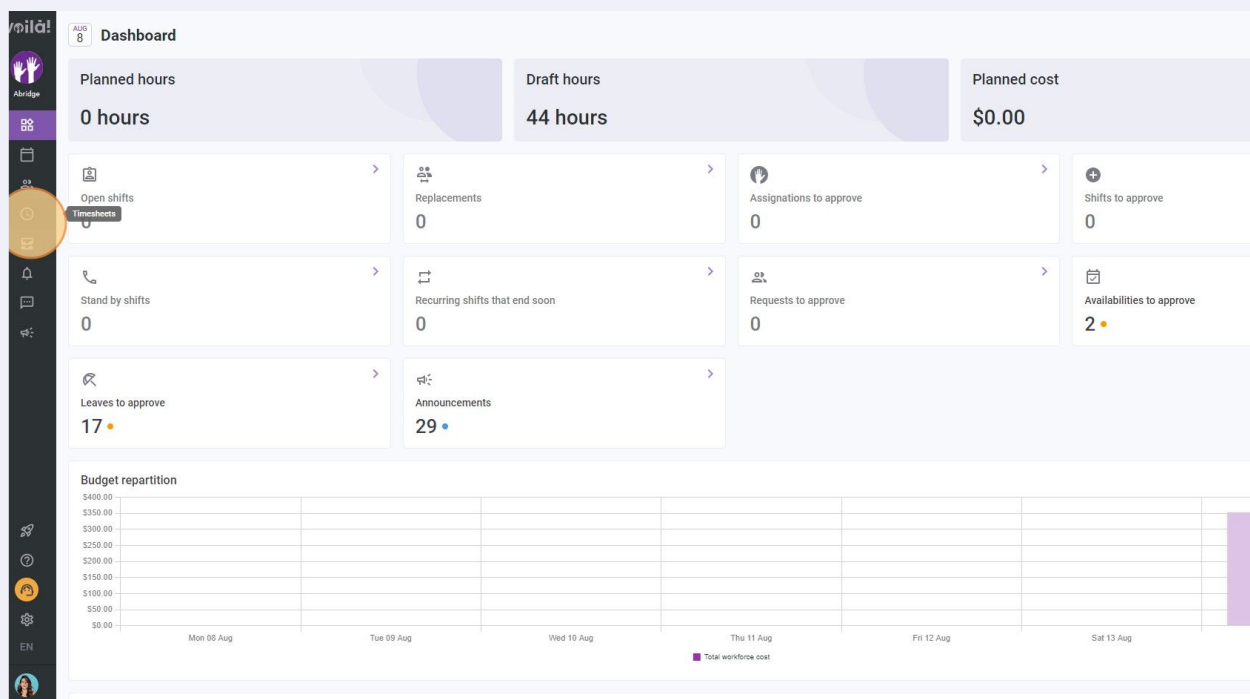 voilà!
Abridge
EN
AUG
8
Dashboard
Planned hours
0 hours
Draft hours
44 hours
Planned cost
$0.00
Open shifts
0
Timesheets
Replacements
0
Assignations to approve
0
Shifts to approve
0
Stand by shifts
0
Recurring shifts that end soon
0
Requests to approve
0
Availabilities to approve
2
Leaves to approve
17
Announcements
29
Budget repartition
$400.00
$350.00
$300.00
$250.00
$200.00
$150.00
$100.00
$50.00
$0.00
Mon 08 Aug
Tue 09 Aug
Wed 10 Aug
Thu 11 Aug
Fri 12 Aug
Sat 13 Aug
Total workforce cost